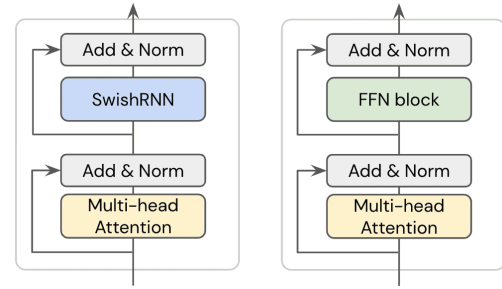 Add & Norm
SwishRNN
Add & Norm
Multi-head
Attention
Add & Norm
FFN block
Add & Norm
Multi-head
Attention